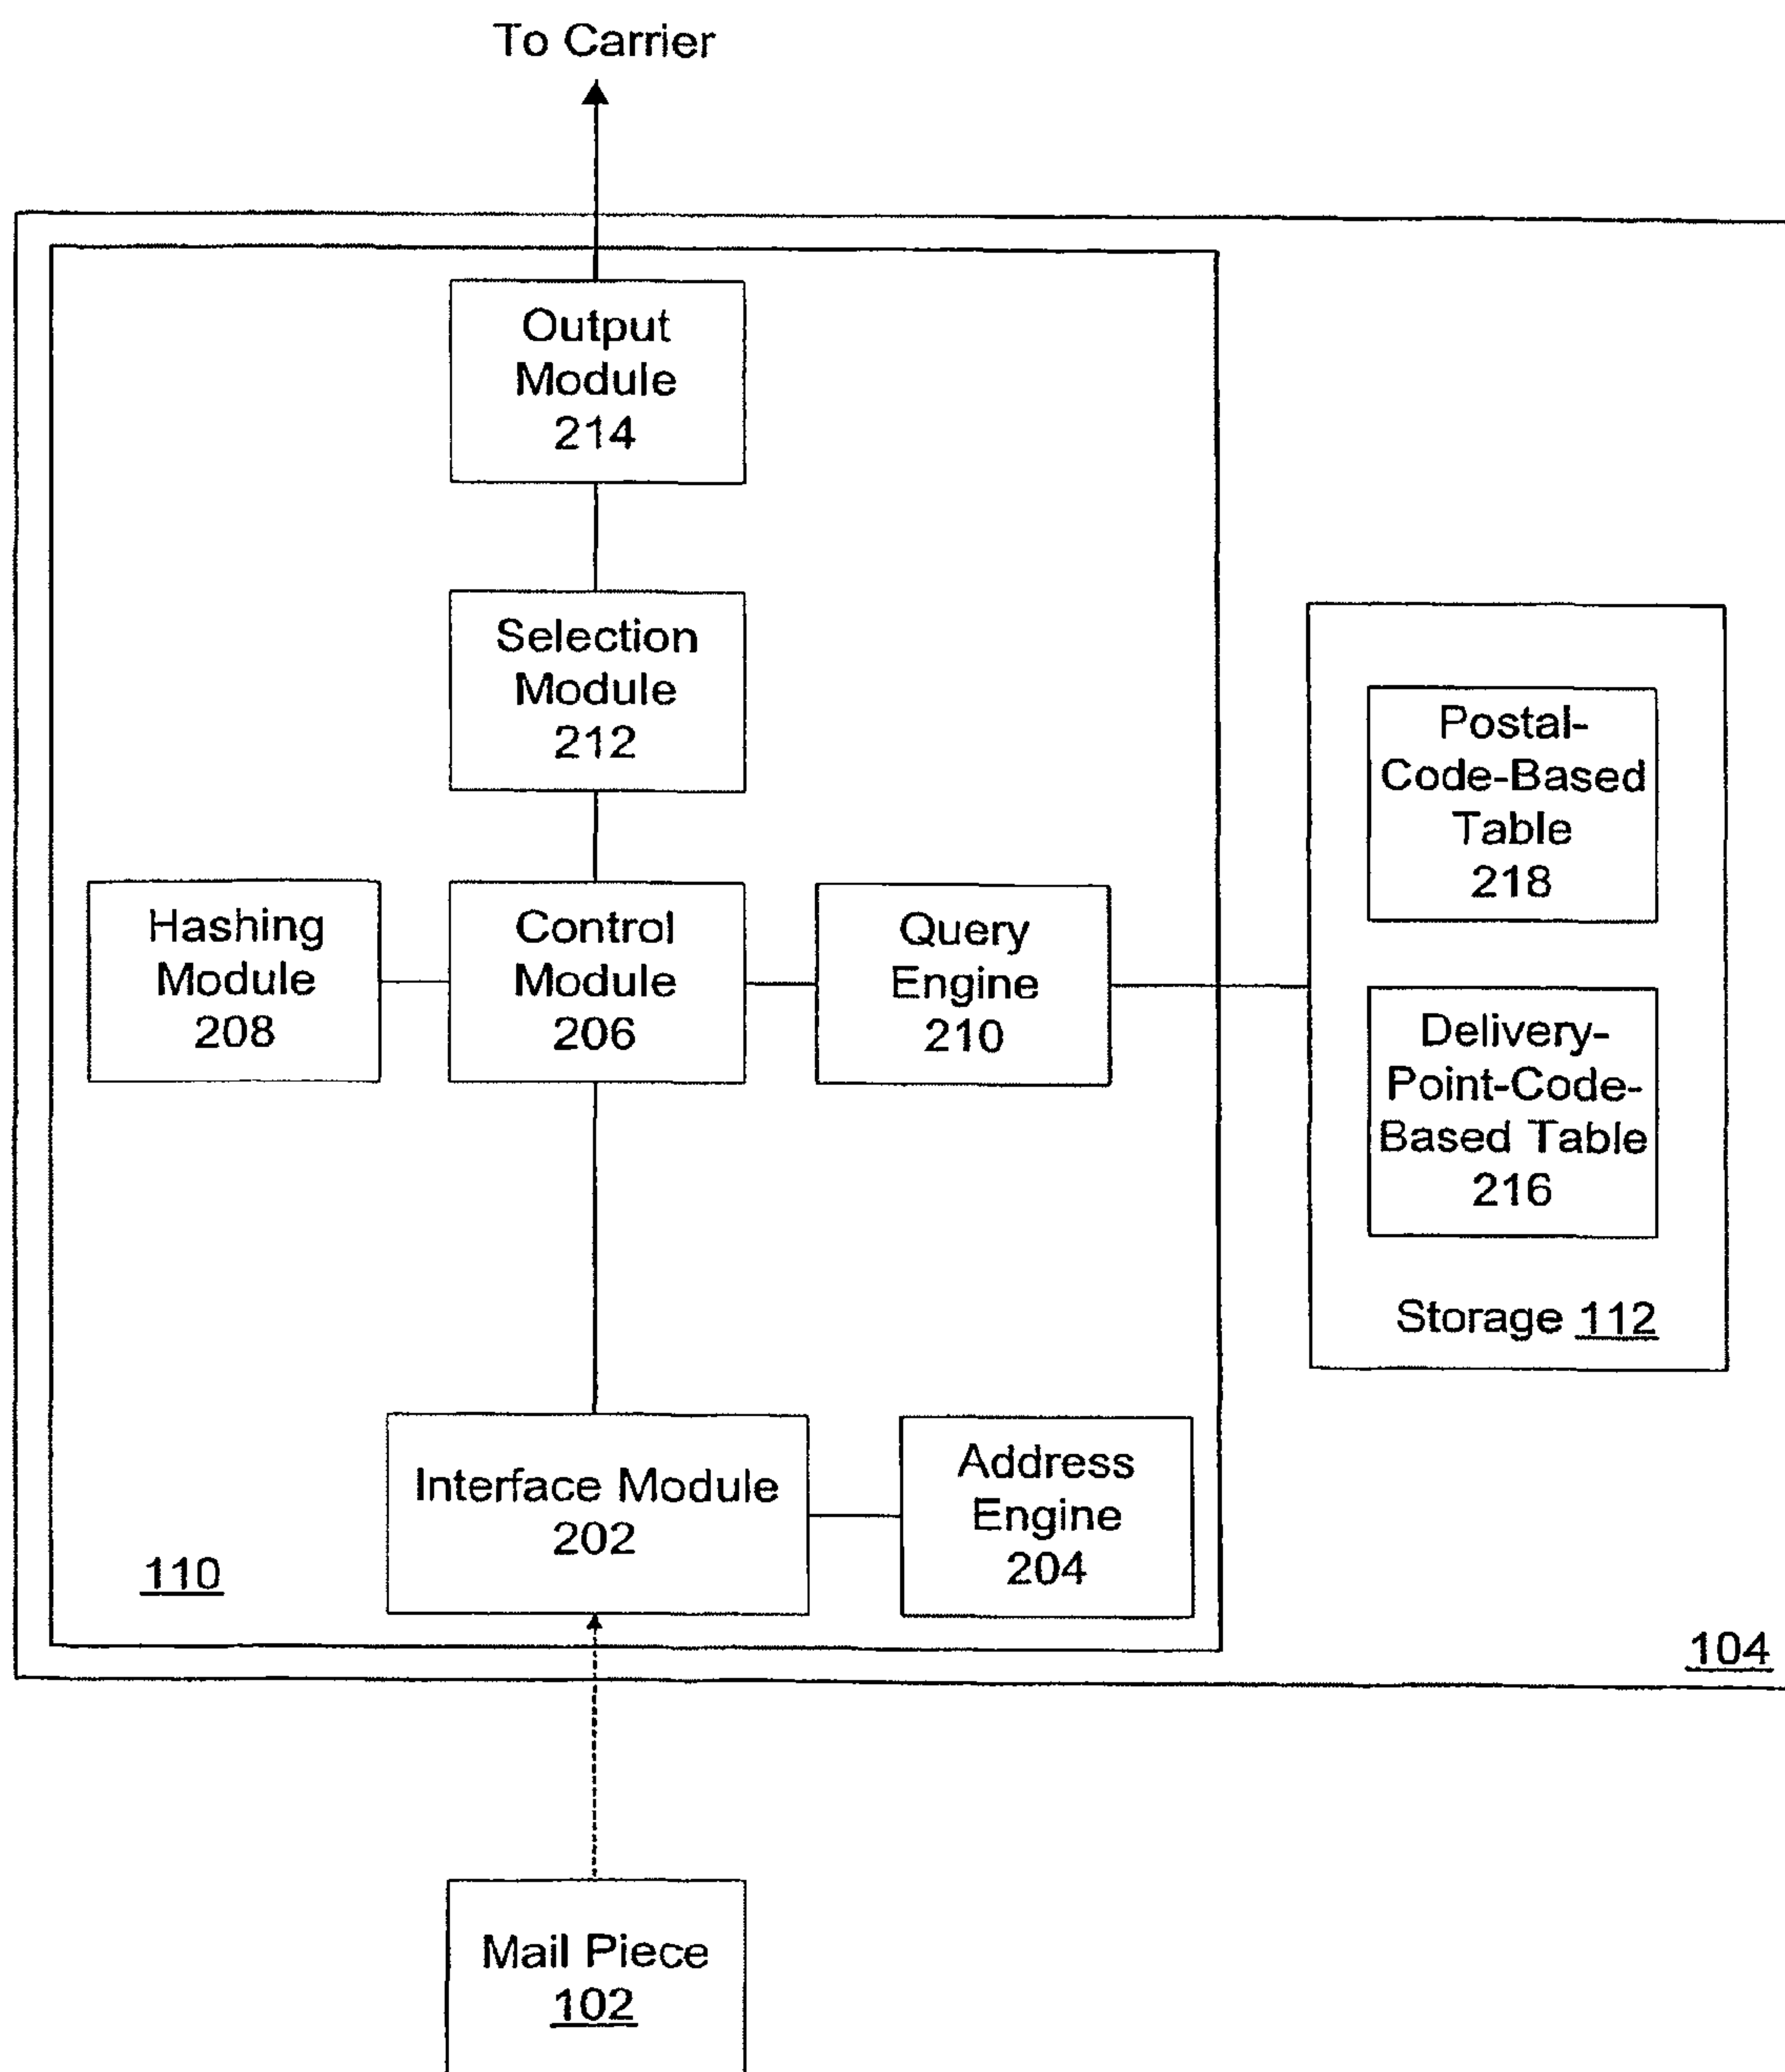 To Carrier
Output
Module
214
Selection
Module
212
Postal-
Code-Based
Table
218
Hashing
Module
208
Control
Module
206
Query
Engine
210
Delivery-
Point-Code-
Based Table
216
Storage 112
Interface Module
202
Address
Engine
204
110
104
Mail Piece
102